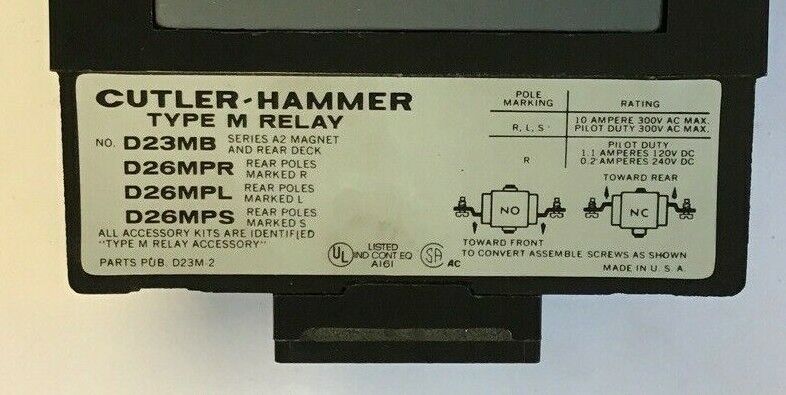 CUTLER-HAMMER
TYPE M RELAY
NO. D23MB SERIES A2 MAGNET
AND REAR DECK
D26MPR REAR POLES
MARKED R
D26MPL REAR POLES
MARKED L
D26MPS REAR POLES
MARKED S
ALL ACCESSORY KITS ARE IDENTIFIED
"TYPE M RELAY ACCESSORY"
PARTS PUB. D23M-2
UL LISTED
IND CONT EQ
A161
SA AC
POLE
MARKING
RATING
R, L, S
10 AMPERE 300V AC MAX.
PILOT DUTY 300V AC MAX.
R
PILOT DUTY
1.1 AMPERES 120V DC
0.2 AMPERES 240V DC
TOWARD REAR
NO
NC
TOWARD FRONT
TO CONVERT ASSEMBLE SCREWS AS SHOWN
MADE IN U.S.A.